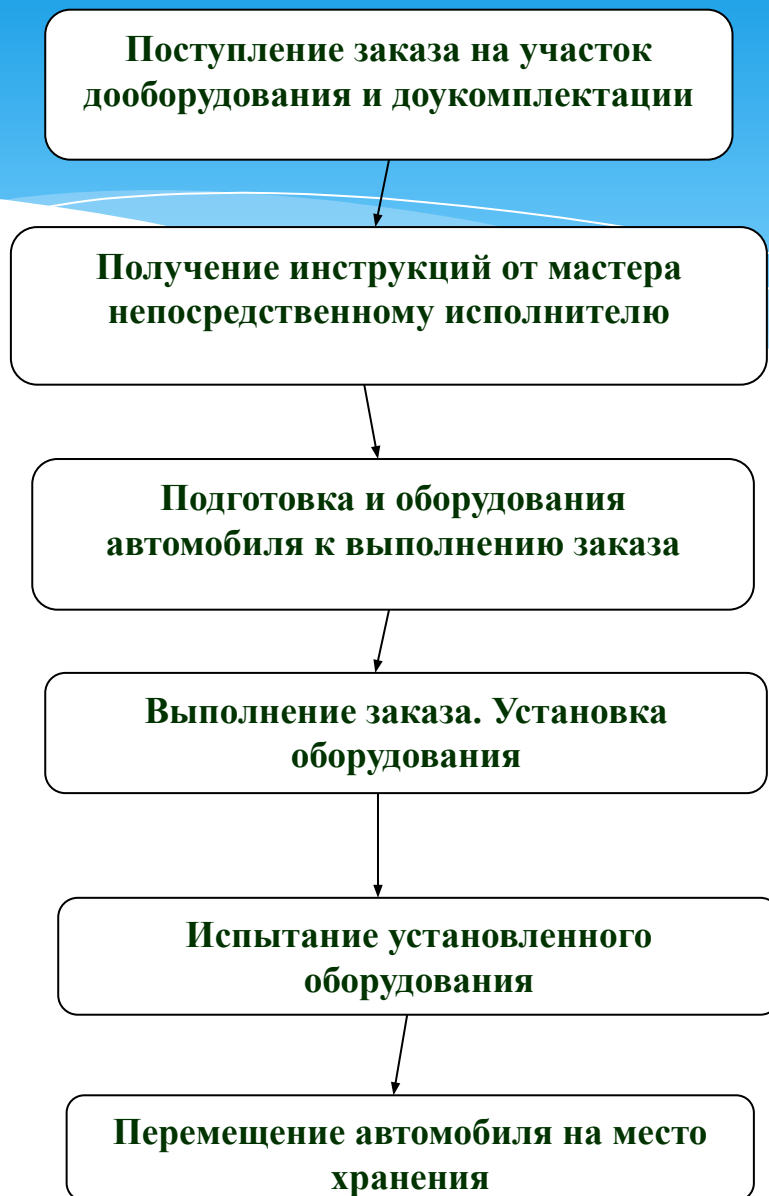 Поступление заказа на участок
дооборудования и доукомплектации
Получение инструкций от мастера
непосредственному исполнителю
Подготовка и оборудования
автомобиля к выполнению заказа
Выполнение заказа. Установка
оборудования
Испытание установленного
оборудования
Перемещение автомобиля на место
хранения